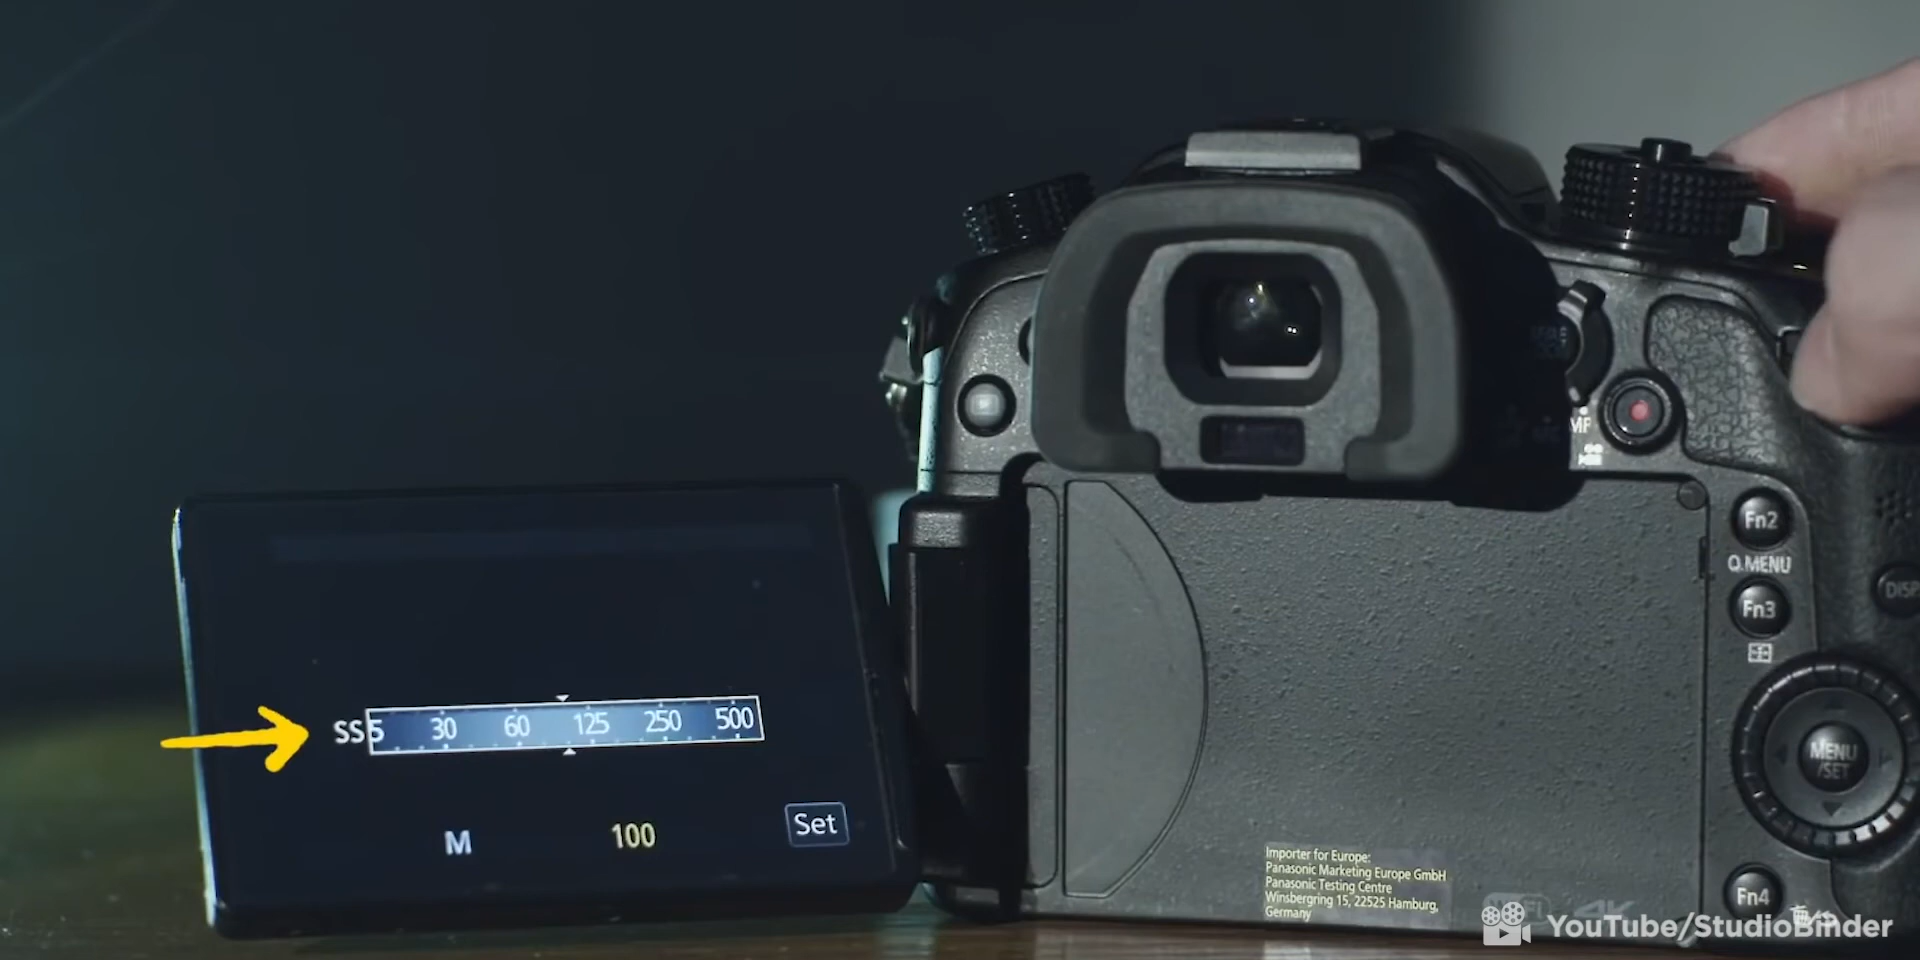 SS 5 30 60 125 250 500
M 100 Set
MF
Fn2
Q.MENU
Fn3
DISP
MENU
/SET
Fn4
Importer for Europe:
Panasonic Marketing Europe GmbH
Panasonic Testing Centre
Winsbergring 15, 22525 Hamburg,
Germany
4K
YouTube/StudioBinder